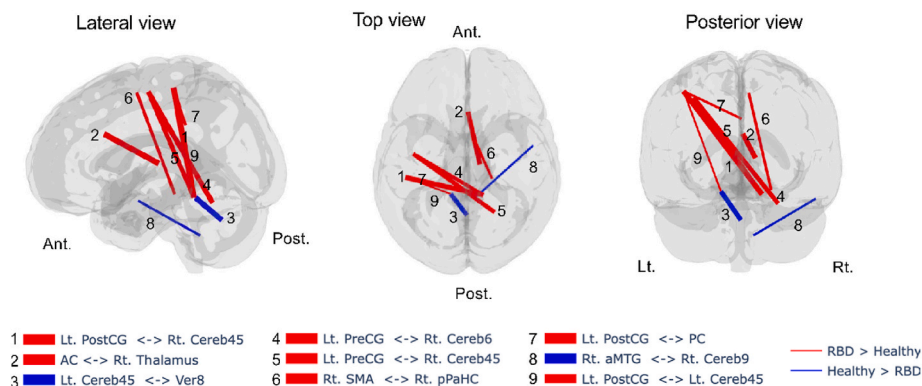 Lateral view
Top view
Posterior view
Ant.
6
2
7
1
5
9
4
3
8
Ant.
Post.
2
6
8
4
1
7
9
3
5
Post.
7
6
5
2
9
1
4
3
8
Lt.
Rt.
1 Lt. PostCG <-> Rt. Cereb45
2 AC <-> Rt. Thalamus
3 Lt. Cereb45 <-> Ver8
4 Lt. PreCG <-> Rt. Cereb6
5 Lt. PreCG <-> Rt. Cereb45
6 Rt. SMA <-> Rt. pPaHC
7 Lt. PostCG <-> PC
8 Rt. aMTG <-> Rt. Cereb9
9 Lt. PostCG <-> Lt. Cereb45
RBD > Healthy
Healthy > RBD